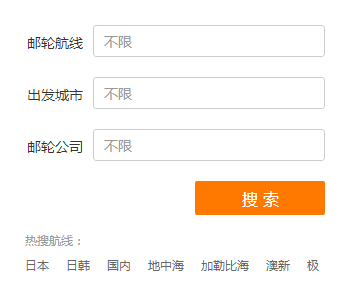 邮轮航线 不限
出发城市 不限
邮轮公司 不限
搜 索
热搜航线：
日本 日韩 国内 地中海 加勒比海 澳新 极